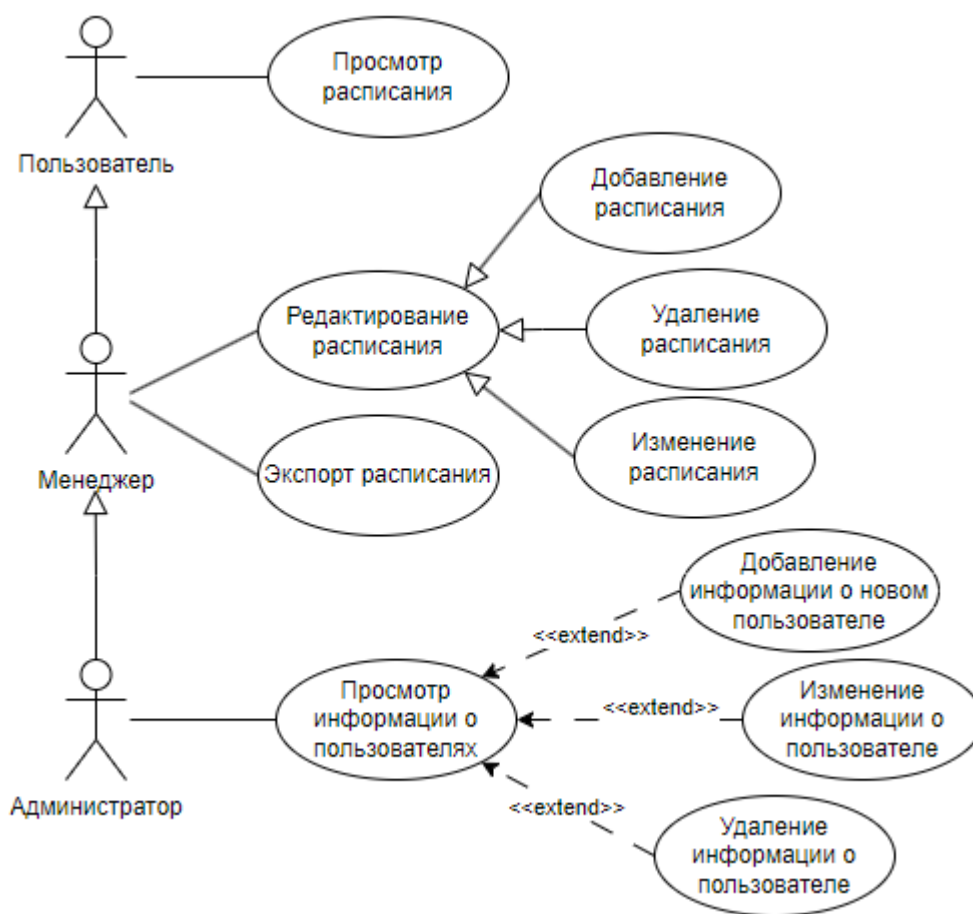 Просмотр
расписания
Пользователь
Добавление
расписания
Редактирование
расписания
Удаление
расписания
Менеджер
Экспорт расписания
Изменение
расписания
Добавление
информации о новом
пользователе
<<extend>>
Администратор
Просмотр
информации о
пользователях
<<extend>>
Изменение
информации о
пользователе
<<extend>>
Удаление
информации о
пользователе